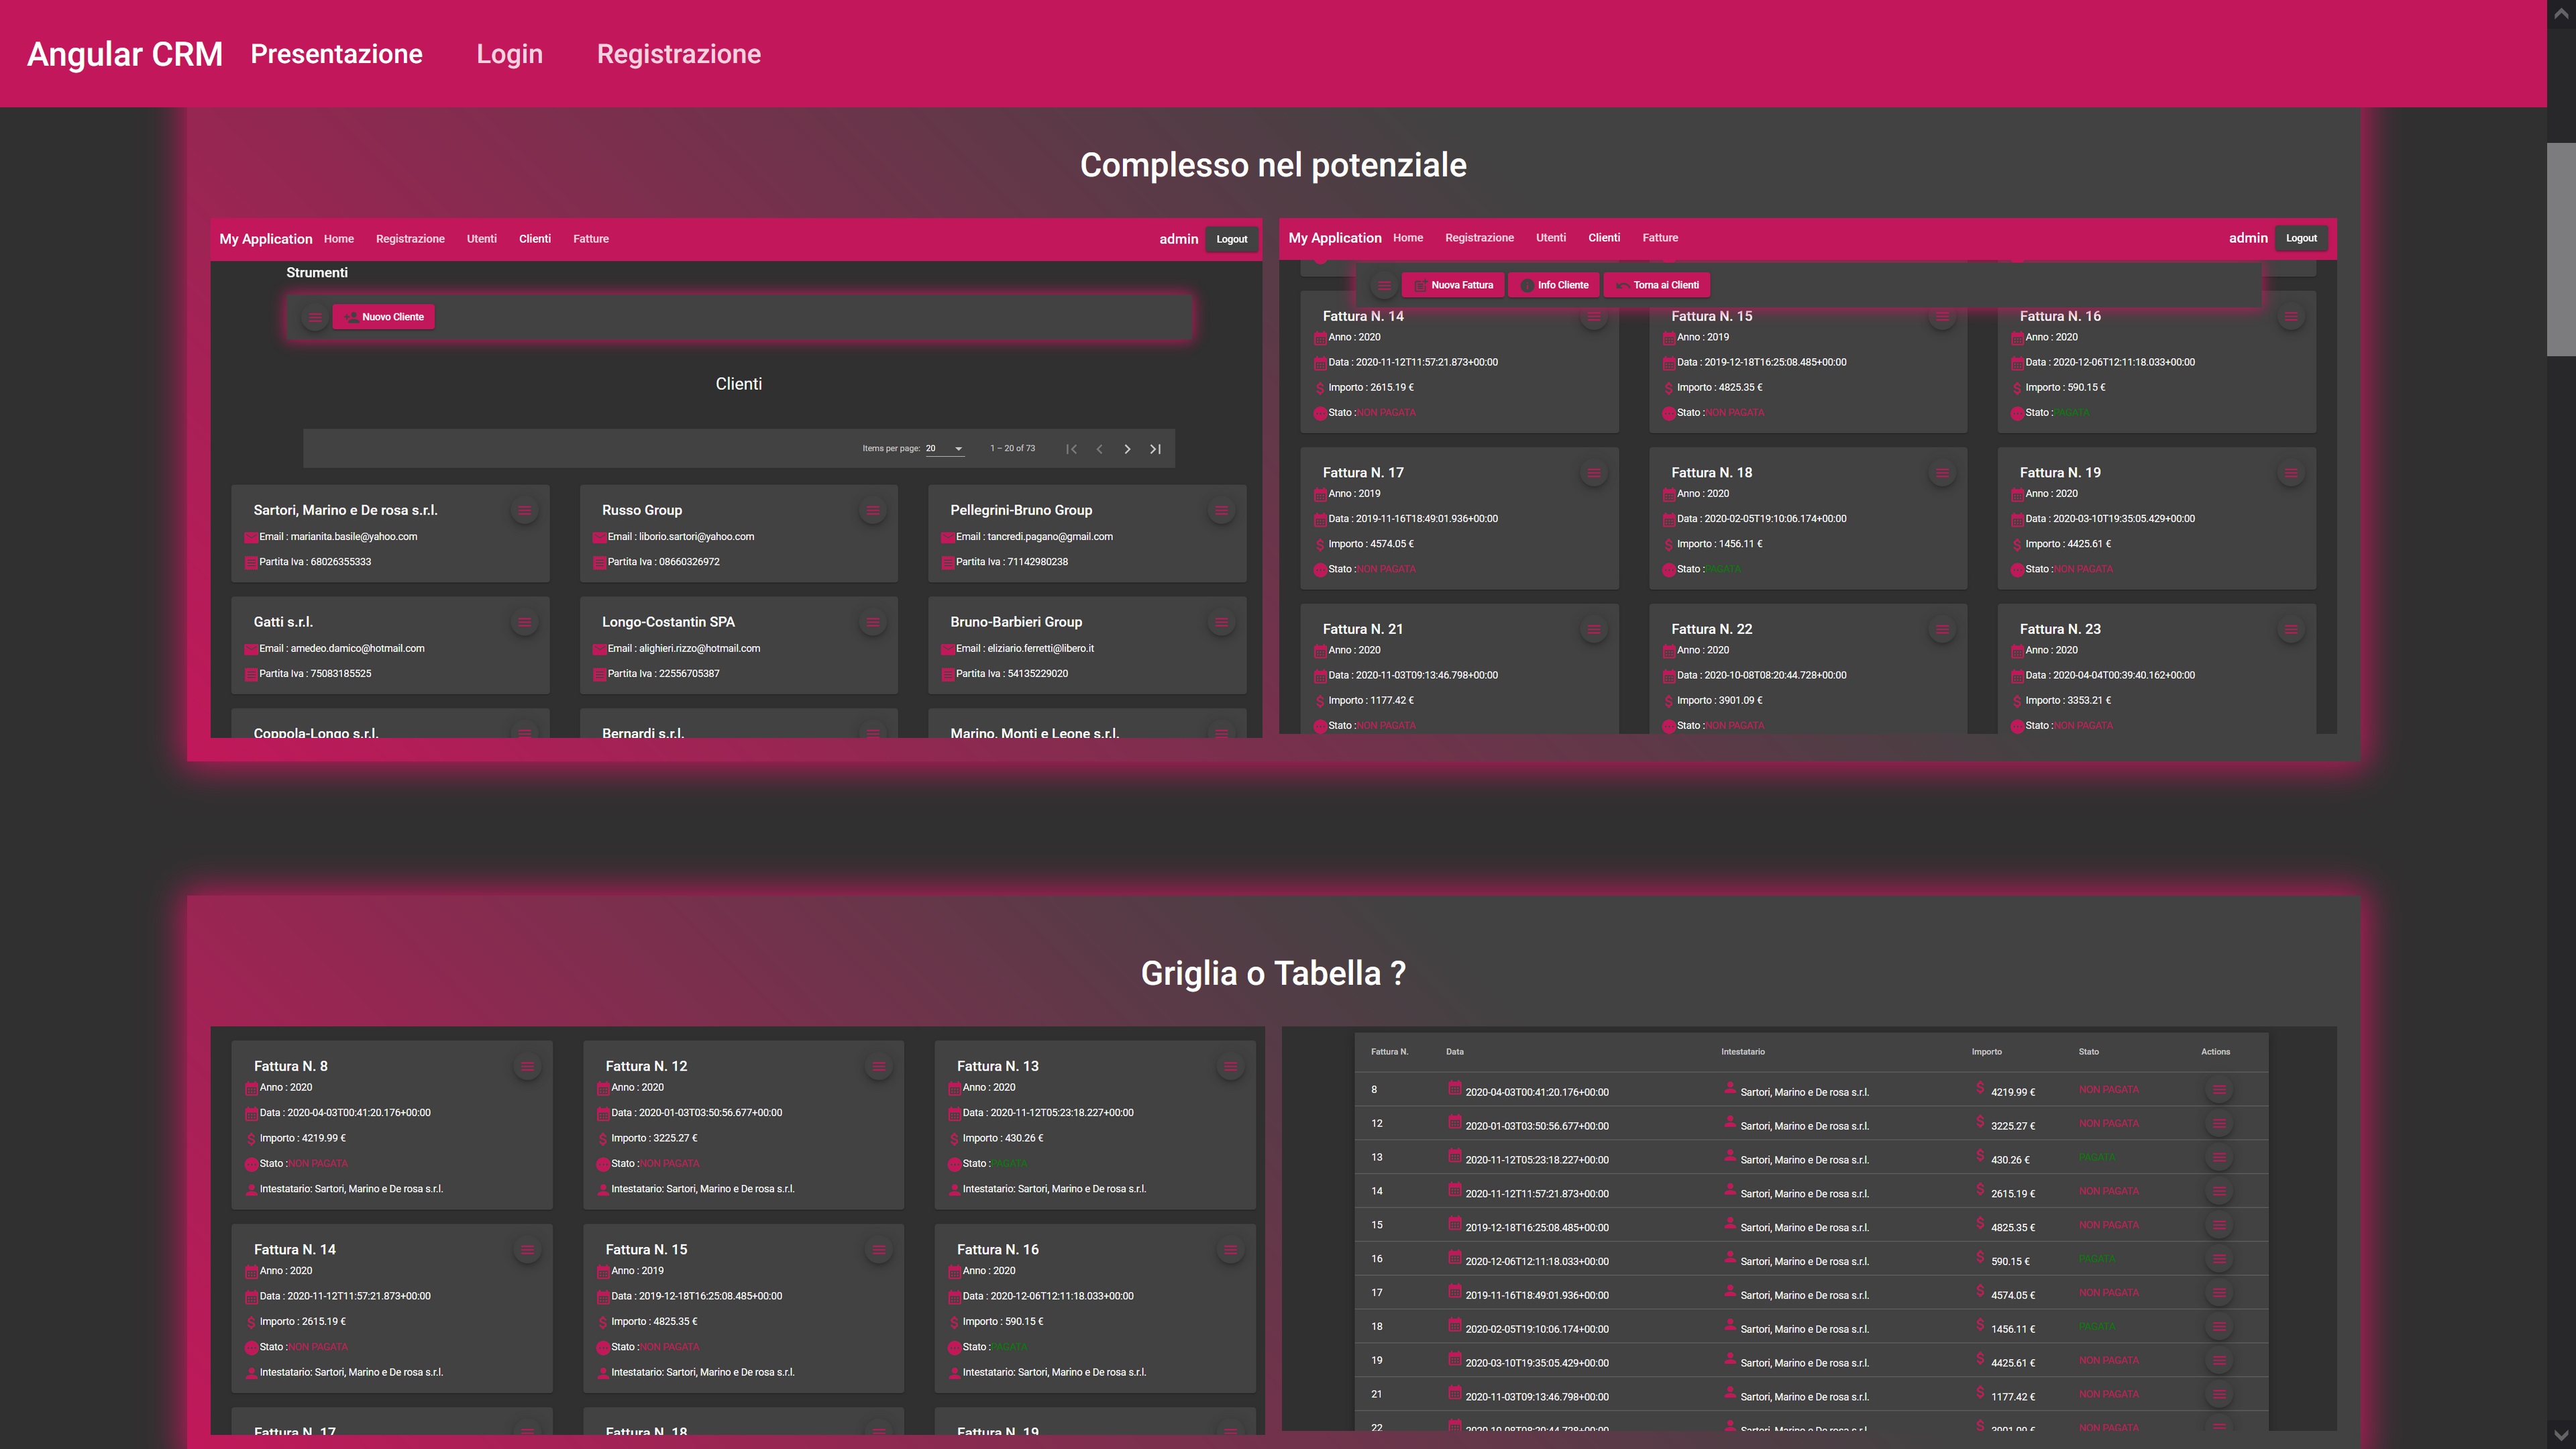 Angular CRM Presentazione Login Registrazione
Complesso nel potenziale
My Application Home Registrazione Utenti Clienti Fatture admin Logout
Strumenti
Nuovo Cliente
Clienti
Items per page: 20 1 – 20 of 73
Sartori, Marino e De rosa s.r.l. Russo Group Pellegrini-Bruno Group
Email : marianita.basile@yahoo.com Email : liborio.sartori@yahoo.com Email : tancredi.pagano@gmail.com
Partita Iva : 68026355333 Partita Iva : 08660326972 Partita Iva : 71142980238
Gatti s.r.l. Longo-Costantin SPA Bruno-Barbieri Group
Email : amedeo.damico@hotmail.com Email : alighieri.rizzo@hotmail.com Email : eliziario.ferretti@libero.it
Partita Iva : 75083185525 Partita Iva : 22556705387 Partita Iva : 54135229020
Coppola-Longo s.r.l. Bernardi s.r.l. Marino, Monti e Leone s.r.l.
My Application Home Registrazione Utenti Clienti Fatture admin Logout
Nuova Fattura Info Cliente Torna ai Clienti
Fattura N. 14 Fattura N. 15 Fattura N. 16
Anno : 2020 Anno : 2019 Anno : 2020
Data : 2020-11-12T11:57:21.873+00:00 Data : 2019-12-18T16:25:08.485+00:00 Data : 2020-12-06T12:11:18.033+00:00
Importo : 2615.19 € Importo : 4825.35 € Importo : 590.15 €
Stato :NON PAGATA Stato :NON PAGATA Stato :PAGATA
Fattura N. 17 Fattura N. 18 Fattura N. 19
Anno : 2019 Anno : 2020 Anno : 2020
Data : 2019-11-16T18:49:01.936+00:00 Data : 2020-02-05T19:10:06.174+00:00 Data : 2020-03-10T19:35:05.429+00:00
Importo : 4574.05 € Importo : 1456.11 € Importo : 4425.61 €
Stato :NON PAGATA Stato :PAGATA Stato :NON PAGATA
Fattura N. 21 Fattura N. 22 Fattura N. 23
Anno : 2020 Anno : 2020 Anno : 2020
Data : 2020-11-03T09:13:46.798+00:00 Data : 2020-10-08T08:20:44.728+00:00 Data : 2020-04-04T00:39:40.162+00:00
Importo : 1177.42 € Importo : 3901.09 € Importo : 3353.21 €
Stato :NON PAGATA Stato :NON PAGATA Stato :NON PAGATA
Griglia o Tabella ?
Fattura N. 8 Fattura N. 12 Fattura N. 13
Anno : 2020 Anno : 2020 Anno : 2020
Data : 2020-04-03T00:41:20.176+00:00 Data : 2020-01-03T03:50:56.677+00:00 Data : 2020-11-12T05:23:18.227+00:00
Importo : 4219.99 € Importo : 3225.27 € Importo : 430.26 €
Stato :NON PAGATA Stato :NON PAGATA Stato :PAGATA
Intestatario: Sartori, Marino e De rosa s.r.l. Intestatario: Sartori, Marino e De rosa s.r.l. Intestatario: Sartori, Marino e De rosa s.r.l.
Fattura N. 14 Fattura N. 15 Fattura N. 16
Anno : 2020 Anno : 2019 Anno : 2020
Data : 2020-11-12T11:57:21.873+00:00 Data : 2019-12-18T16:25:08.485+00:00 Data : 2020-12-06T12:11:18.033+00:00
Importo : 2615.19 € Importo : 4825.35 € Importo : 590.15 €
Stato :NON PAGATA Stato :NON PAGATA Stato :PAGATA
Intestatario: Sartori, Marino e De rosa s.r.l. Intestatario: Sartori, Marino e De rosa s.r.l. Intestatario: Sartori, Marino e De rosa s.r.l.
Fattura N. 17 Fattura N. 18 Fattura N. 19
Fattura N. Data Intestatario Importo Stato Actions
8 2020-04-03T00:41:20.176+00:00 Sartori, Marino e De rosa s.r.l. 4219.99 € NON PAGATA
12 2020-01-03T03:50:56.677+00:00 Sartori, Marino e De rosa s.r.l. 3225.27 € NON PAGATA
13 2020-11-12T05:23:18.227+00:00 Sartori, Marino e De rosa s.r.l. 430.26 € PAGATA
14 2020-11-12T11:57:21.873+00:00 Sartori, Marino e De rosa s.r.l. 2615.19 € NON PAGATA
15 2019-12-18T16:25:08.485+00:00 Sartori, Marino e De rosa s.r.l. 4825.35 € NON PAGATA
16 2020-12-06T12:11:18.033+00:00 Sartori, Marino e De rosa s.r.l. 590.15 € PAGATA
17 2019-11-16T18:49:01.936+00:00 Sartori, Marino e De rosa s.r.l. 4574.05 € NON PAGATA
18 2020-02-05T19:10:06.174+00:00 Sartori, Marino e De rosa s.r.l. 1456.11 € PAGATA
19 2020-03-10T19:35:05.429+00:00 Sartori, Marino e De rosa s.r.l. 4425.61 € NON PAGATA
21 2020-11-03T09:13:46.798+00:00 Sartori, Marino e De rosa s.r.l. 1177.42 € NON PAGATA
22 2020-10-08T08:20:44.728+00:00 Sartori, Marino e De rosa s.r.l. 3901.09 € NON PAGATA